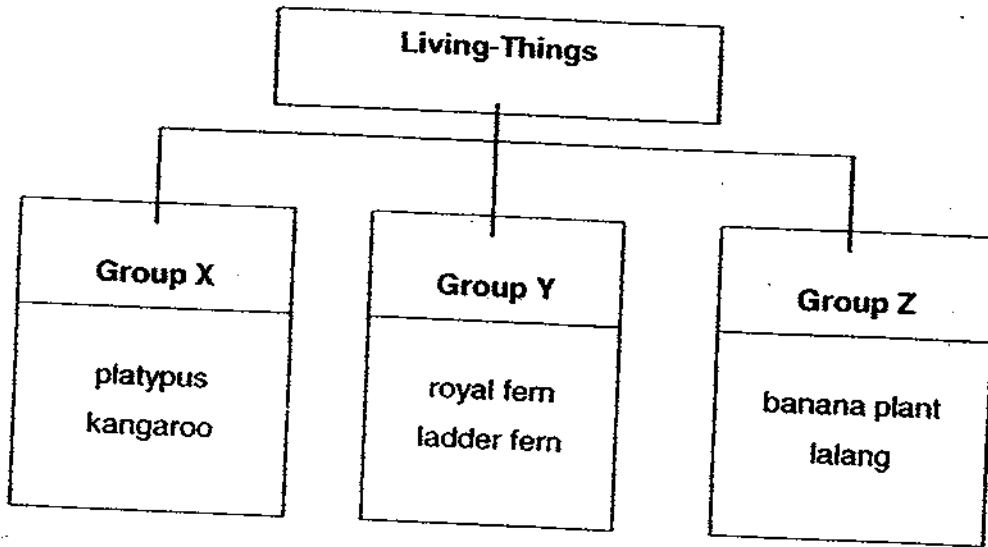 Living-Things
Group X
platypus
kangaroo
Group Y
royal fern
ladder fern
Group Z
banana plant
lalang